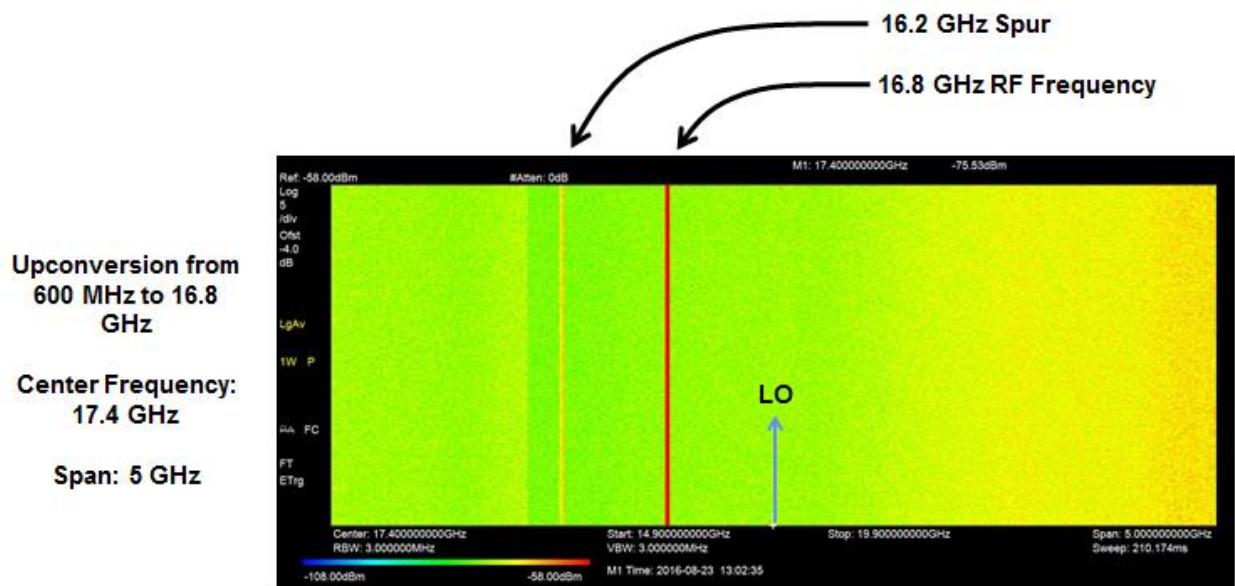 16.2 GHz Spur
16.8 GHz RF Frequency
M1: 17.400000000GHz -75.53dBm
Ref: -58.00dBm #Atten: 0dB
Log
5
/div
Ofst
-4.0
dB
Upconversion from
600 MHz to 16.8
GHz
LgAv
1W P
Center Frequency:
17.4 GHz
LO
AA FC
Span: 5 GHz
FT
ETrg
Center: 17.400000000GHz Start: 14.900000000GHz Stop: 19.900000000GHz Span: 5.000000000GHz
RBW: 3.000000MHz VBW: 3.000000MHz Sweep: 210.174ms
-108.00dBm -58.00dBm M1 Time: 2016-08-23 13:02:35